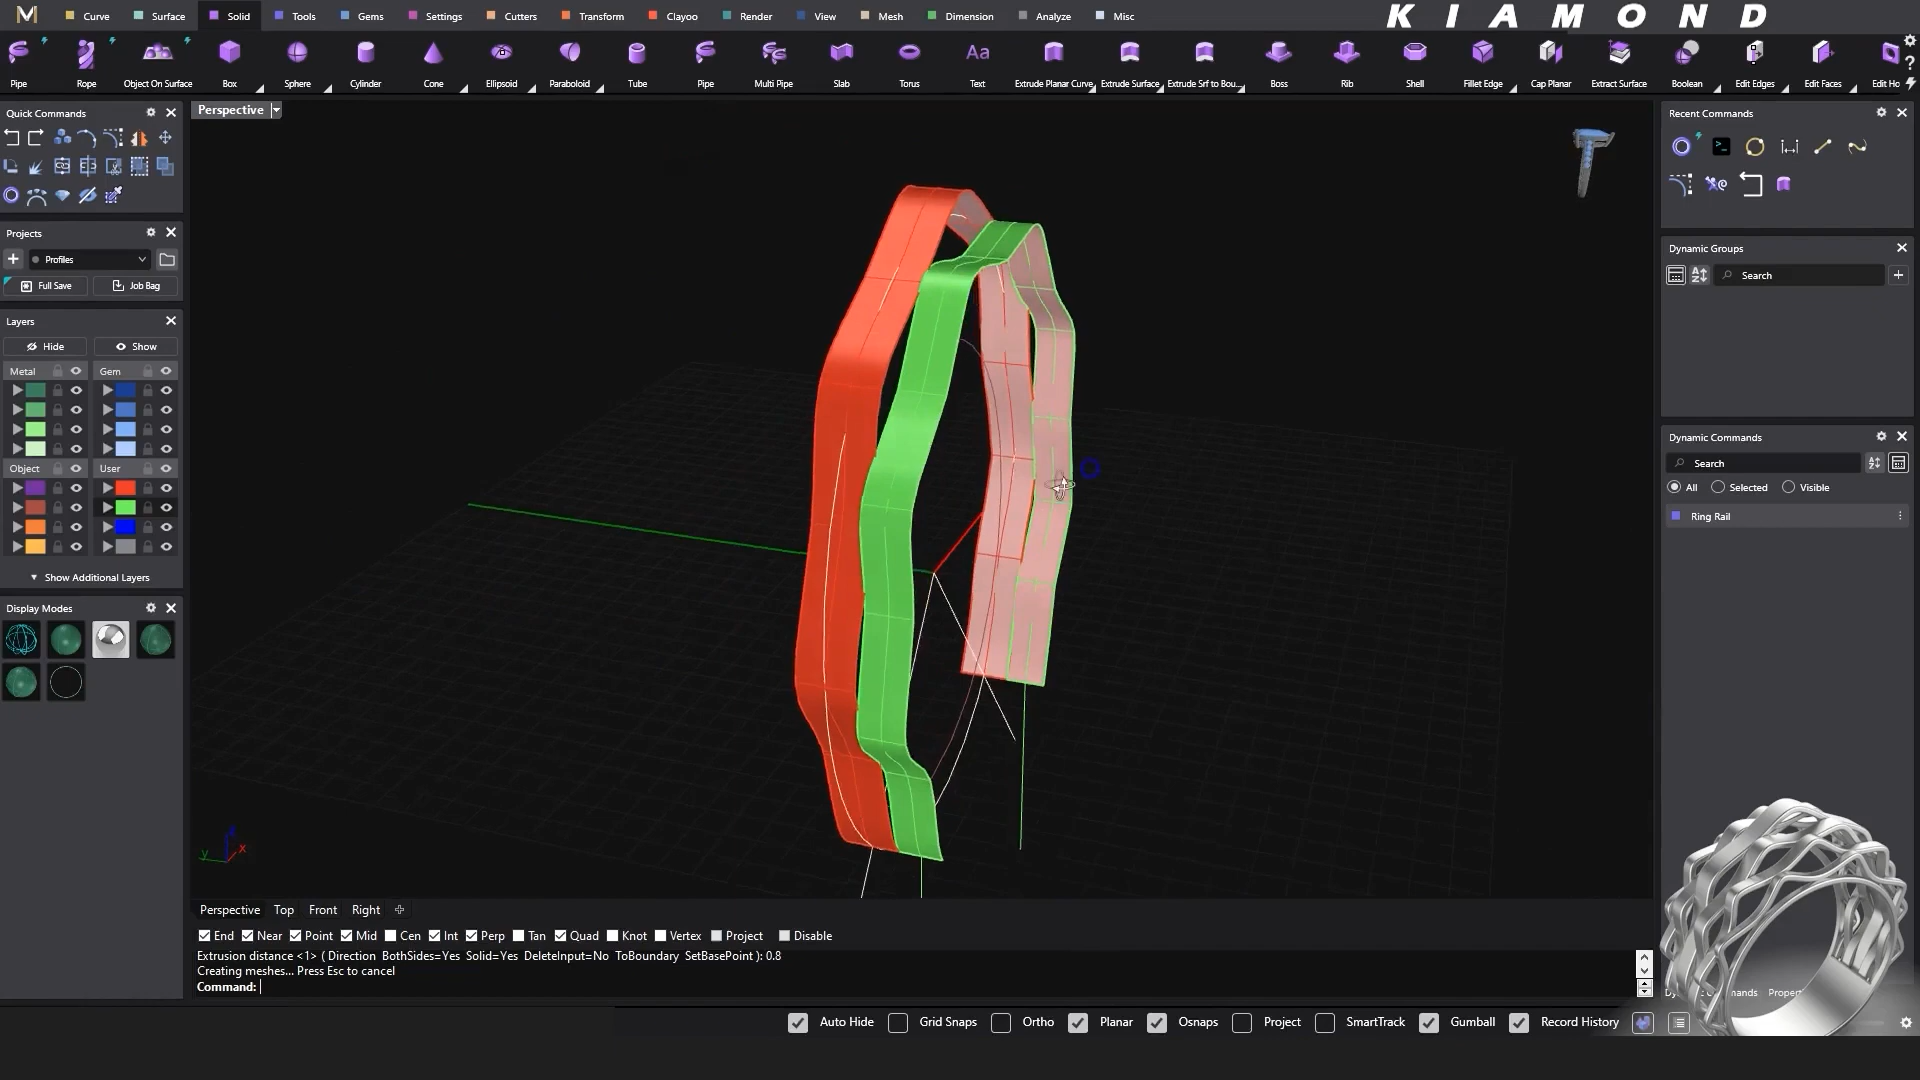 Curve Surface Solid Tools Gems Settings Cutters Transform Clayoo Render View Mesh Dimension Analyze Misc
KIAMOND
Pipe Rope Object On Surface Box Sphere Cylinder Cone Ellipsoid Paraboloid Tube Pipe Multi Pipe Slab Torus Text Extrude Planar Curve Extrude Surface Extrude Srf to Bou... Boss Rib Shell Fillet Edge Cap Planar Extract Surface Boolean Edit Edges Edit Faces Edit Ho
Aa
Quick Commands
Perspective
Recent Commands
Projects
Profiles
Full Save Job Bag
Dynamic Groups
Search
Layers
Hide Show
Metal Gem
Object User
Show Additional Layers
Dynamic Commands
Search
All Selected Visible
Ring Rail
Display Modes
z
y x
Perspective Top Front Right
End Near Point Mid Cen Int Perp Tan Quad Knot Vertex Project Disable
Extrusion distance <1> ( Direction BothSides=Yes Solid=Yes DeleteInput=No ToBoundary SetBasePoint ): 0.8
Creating meshes... Press Esc to cancel
Command:
Auto Hide Grid Snaps Ortho Planar Osnaps Project SmartTrack Gumball Record History